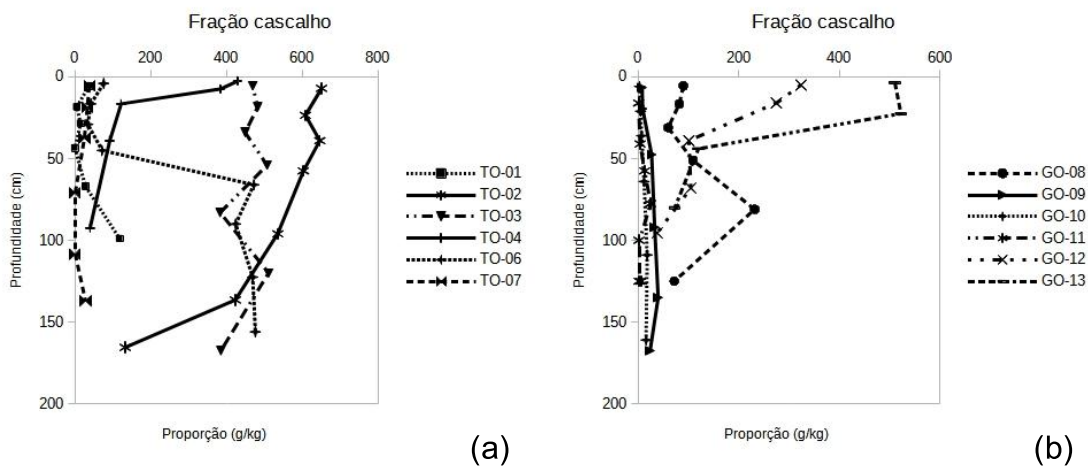 Fração cascalho
0 200 400 600 800
0
50
100
150
200
Profundidade (cm)
Proporção (g/kg)
TO-01
TO-02
TO-03
TO-04
TO-06
TO-07
(a)
Fração cascalho
0 200 400 600
0
50
100
150
200
Profundidade (cm)
Proporção (g/kg)
GO-08
GO-09
GO-10
GO-11
GO-12
GO-13
(b)